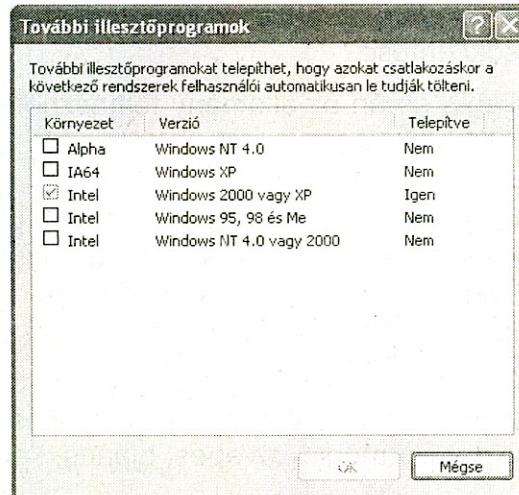 További illesztőprogramok
További illesztőprogramokat telepíthet, hogy azokat csatlakozáskor a
következő rendszerek felhasználói automatikusan le tudják tölteni.
Környezet Verzió Telepítve
Alpha Windows NT 4.0 Nem
IA64 Windows XP Nem
Intel Windows 2000 vagy XP Igen
Intel Windows 95, 98 és Me Nem
Intel Windows NT 4.0 vagy 2000 Nem
OK Mégse